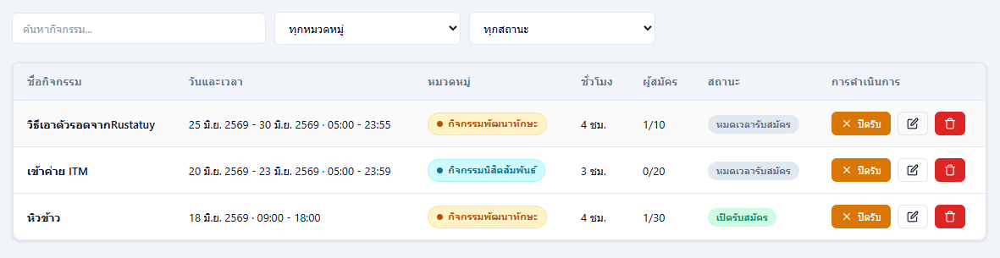 ค้นหากิจกรรม... ทุกหมวดหมู่ ทุกสถานะ
ชื่อกิจกรรม วันและเวลา หมวดหมู่ ชั่วโมง ผู้สมัคร สถานะ การดำเนินการ
วิธีเอาตัวรอดจากRustatuy 25 มิ.ย. 2569 - 30 มิ.ย. 2569 · 05:00 - 23:55 กิจกรรมพัฒนาทักษะ 4 ชม. 1/10 หมดเวลารับสมัคร ปิดรับ
เข้าค่าย ITM 20 มิ.ย. 2569 - 23 มิ.ย. 2569 · 05:00 - 23:59 กิจกรรมนิสิตสัมพันธ์ 3 ชม. 0/20 หมดเวลารับสมัคร ปิดรับ
หิวข้าว 18 มิ.ย. 2569 · 09:00 - 18:00 กิจกรรมพัฒนาทักษะ 4 ชม. 1/30 เปิดรับสมัคร ปิดรับ